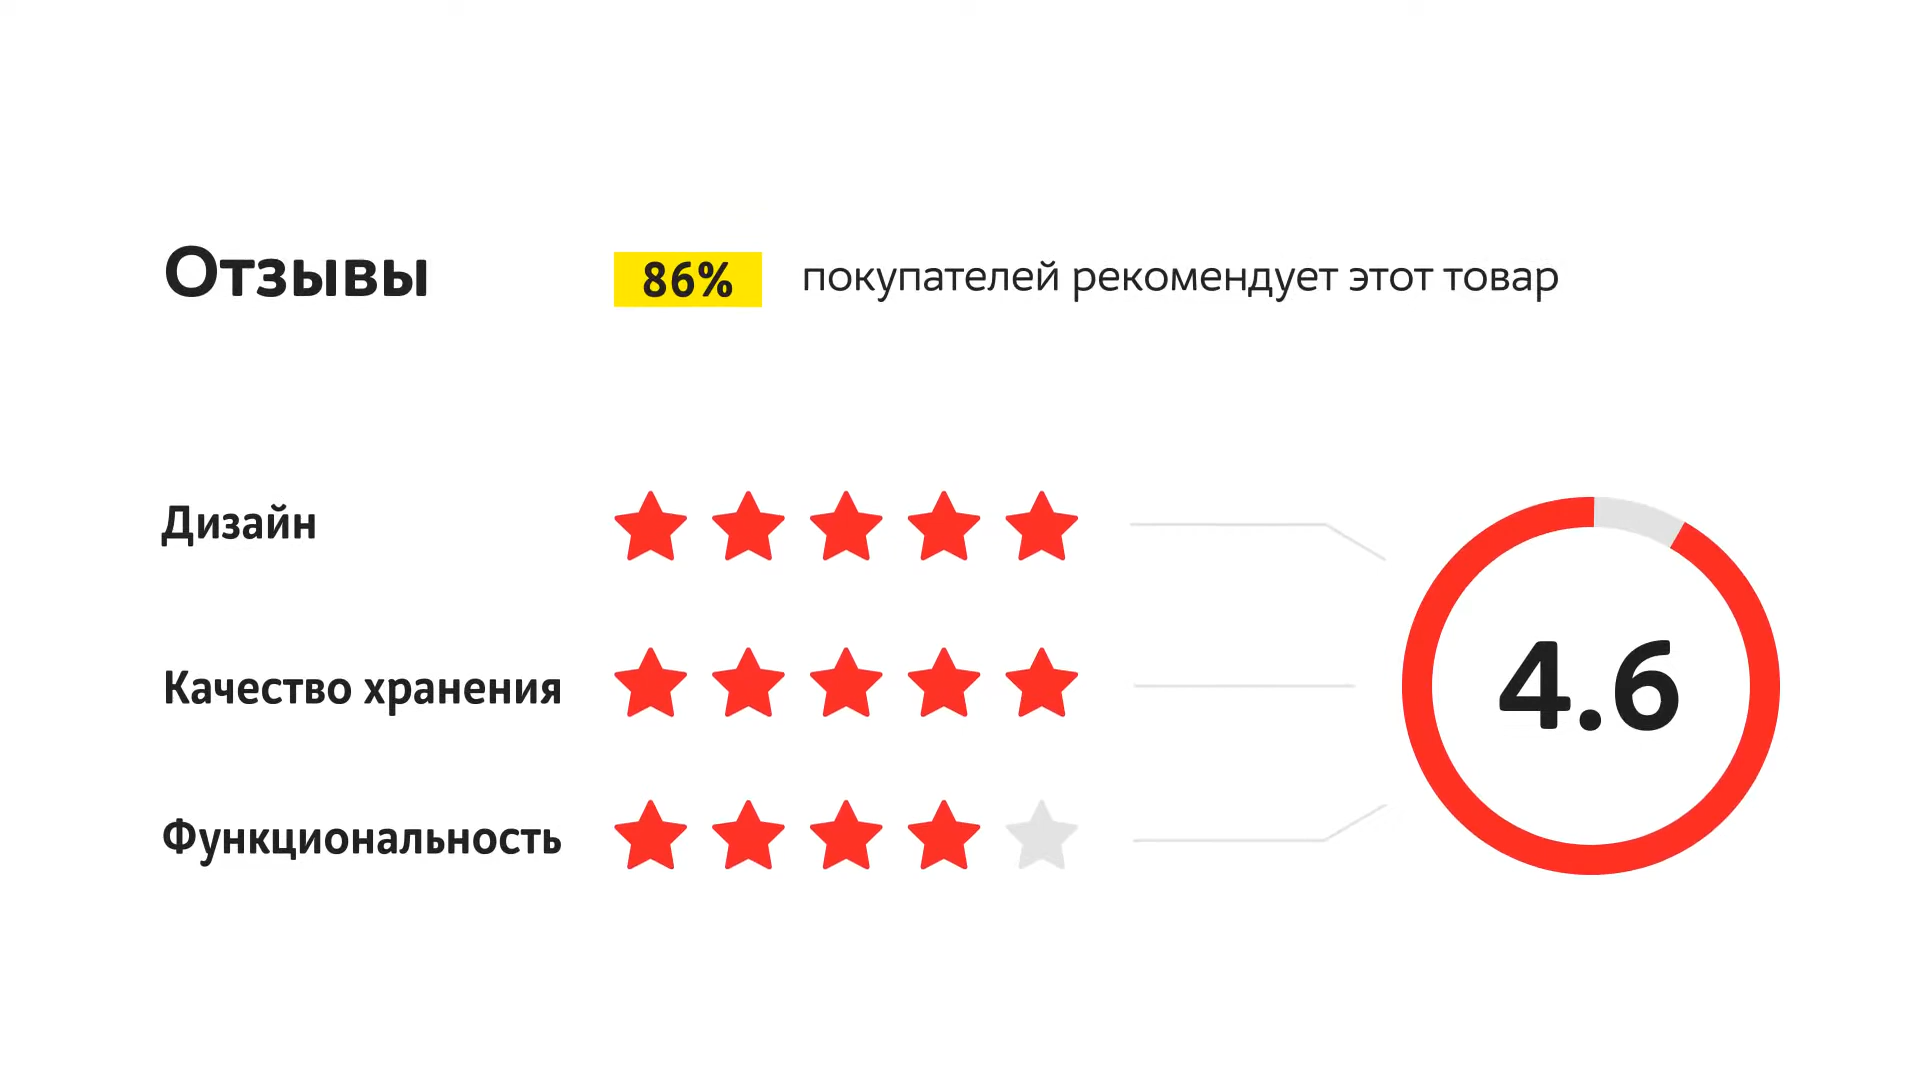 Отзывы
86% покупателей рекомендует этот товар
Дизайн
Качество хранения
Функциональность
4.6